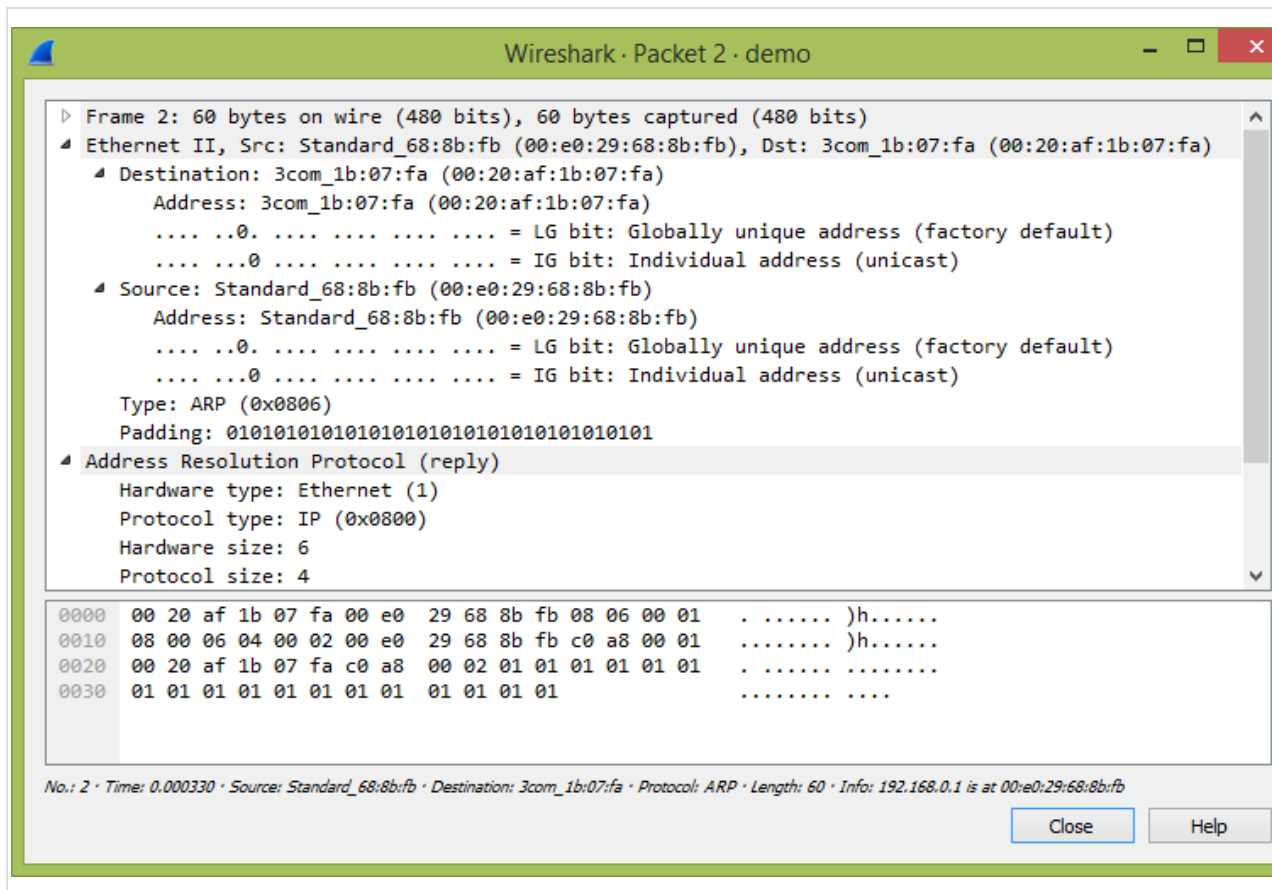 Wireshark · Packet 2 · demo
Frame 2: 60 bytes on wire (480 bits), 60 bytes captured (480 bits)
Ethernet II, Src: Standard_68:8b:fb (00:e0:29:68:8b:fb), Dst: 3com_1b:07:fa (00:20:af:1b:07:fa)
Destination: 3com_1b:07:fa (00:20:af:1b:07:fa)
Address: 3com_1b:07:fa (00:20:af:1b:07:fa)
.... ..0. .... .... .... .... = LG bit: Globally unique address (factory default)
.... ...0 .... .... .... .... = IG bit: Individual address (unicast)
Source: Standard_68:8b:fb (00:e0:29:68:8b:fb)
Address: Standard_68:8b:fb (00:e0:29:68:8b:fb)
.... ..0. .... .... .... .... = LG bit: Globally unique address (factory default)
.... ...0 .... .... .... .... = IG bit: Individual address (unicast)
Type: ARP (0x0806)
Padding: 010101010101010101010101010101010101
Address Resolution Protocol (reply)
Hardware type: Ethernet (1)
Protocol type: IP (0x0800)
Hardware size: 6
Protocol size: 4
0000 00 20 af 1b 07 fa 00 e0 29 68 8b fb 08 06 00 01 . ...... )h......
0010 08 00 06 04 00 02 00 e0 29 68 8b fb c0 a8 00 01 ........ )h......
0020 00 20 af 1b 07 fa c0 a8 00 02 01 01 01 01 01 01 . ...... ........
0030 01 01 01 01 01 01 01 01 01 01 01 01 ........ ....
No.: 2 · Time: 0.000330 · Source: Standard_68:8b:fb · Destination: 3com_1b:07:fa · Protocol: ARP · Length: 60 · Info: 192.168.0.1 is at 00:e0:29:68:8b:fb
Close Help